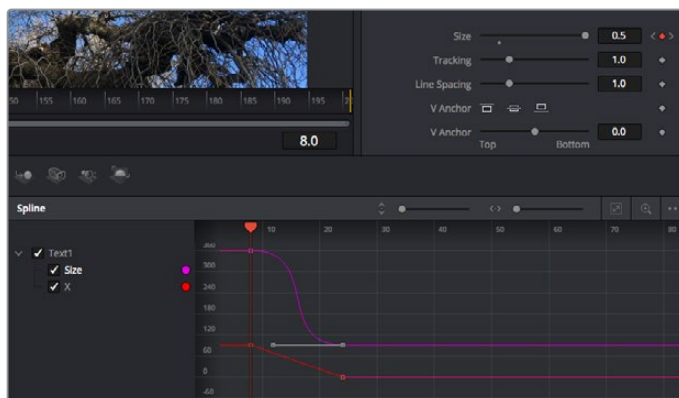 Size 0.5
Tracking 1.0
Line Spacing 1.0
V Anchor
V Anchor 0.0
Top Bottom
50 155 160 165 170 175 180 185 190 195
8.0
Spline
10 20 30 40 50 60 70 80
Text1
Size
X
360
300
240
180
120
60
0
-60